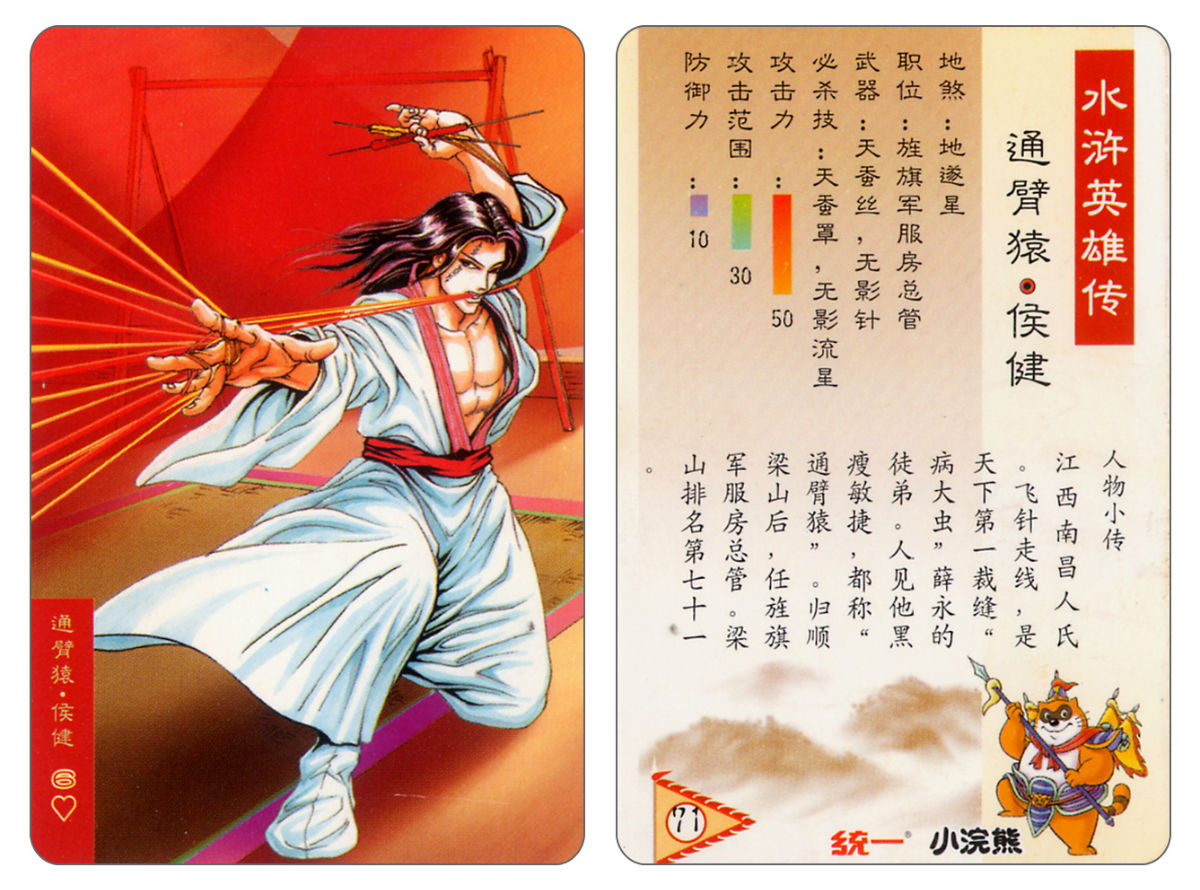 通臂猿·侯健
6
水浒英雄传
通臂猿·侯健
地煞:地遂星
职位:旌旗军服房总管
武器:天蚕丝,无影针
必杀技:天蚕罩,无影流星
攻击力:50
攻击范围:30
防御力:10
人物小传
江西南昌人氏
。飞针走线,是
天下第一裁缝“
病大虫”薛永的
徒弟。人见他黑
瘦敏捷,都称“
通臂猿”。归顺
梁山后,任旌旗
军服房总管。梁
山排名第七十一
。
71
统一® 小浣熊